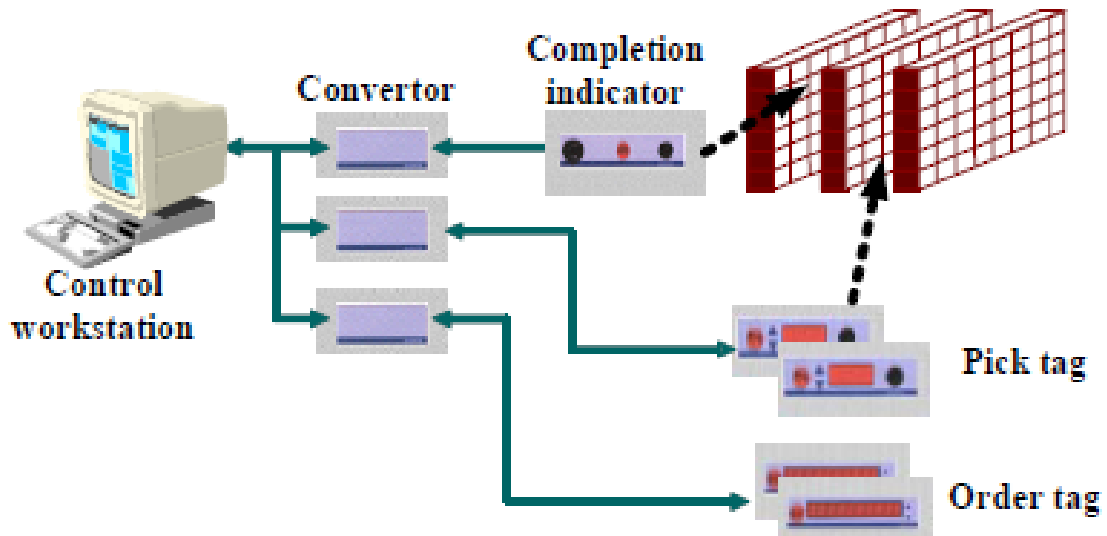 Completion
indicator
Convertor
Control
workstation
Pick tag
Order tag